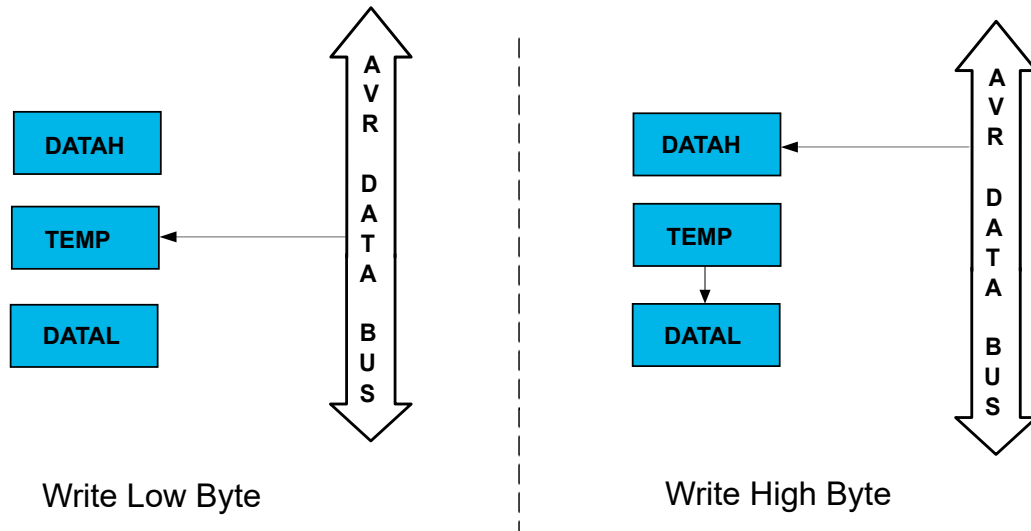 DATAH
TEMP
DATAL
AVR DATA BUS
Write Low Byte
DATAH
TEMP
DATAL
AVR DATA BUS
Write High Byte